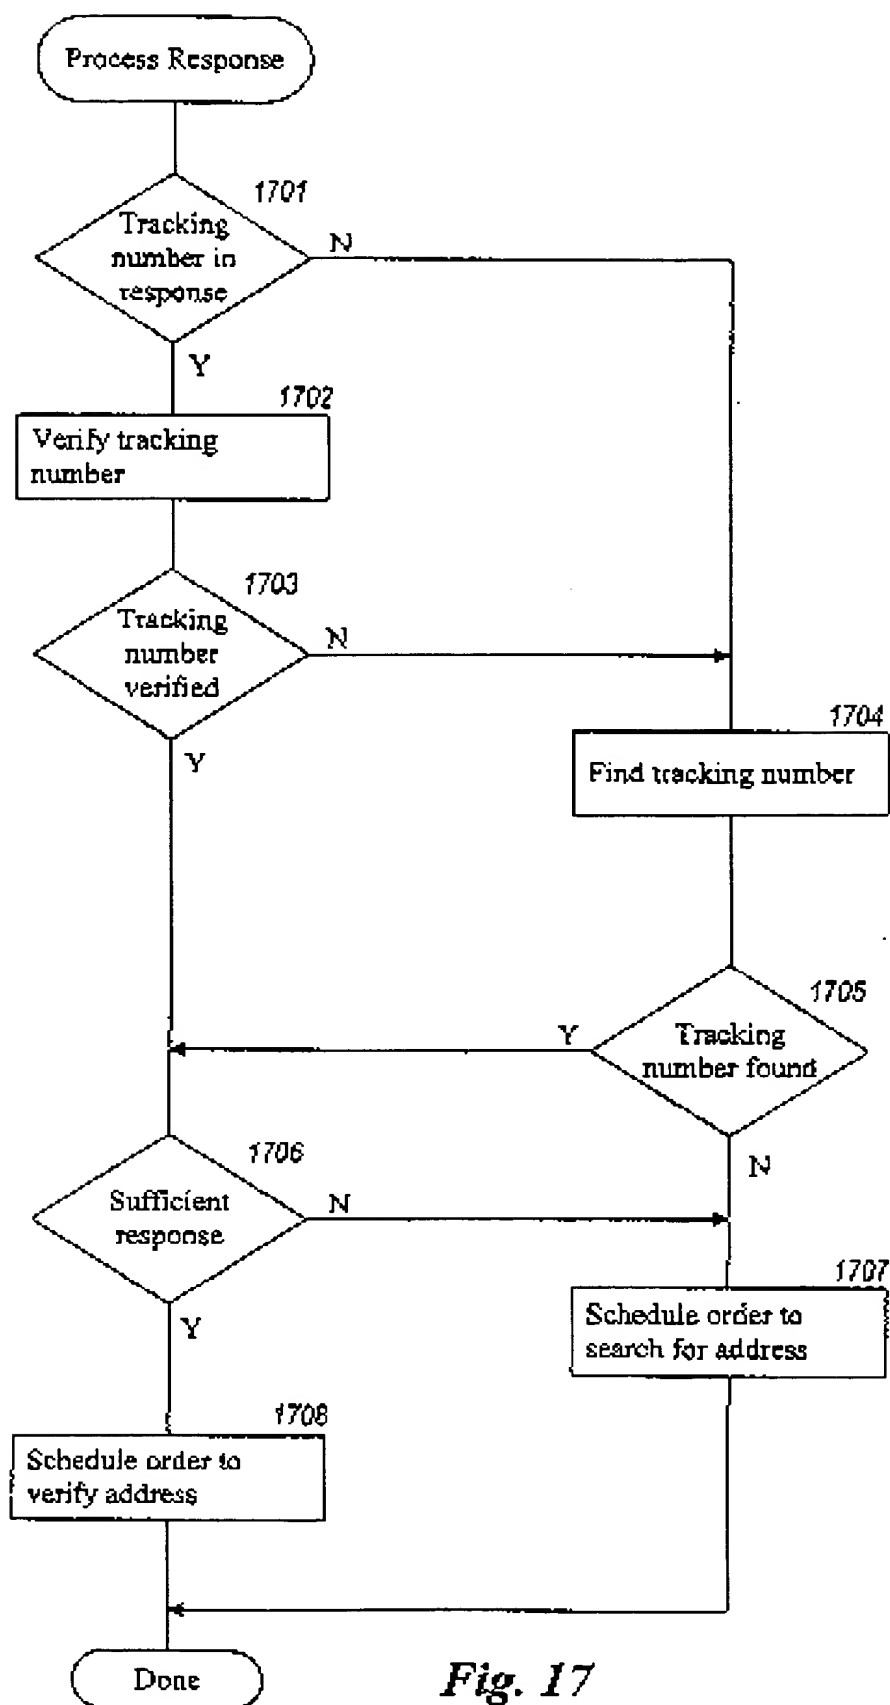 Process Response
1701
Tracking
number in
response
N
Y
1702
Verify tracking
number
1703
Tracking
number
verified
N
Y
1704
Find tracking number
1705
Tracking
number found
Y
N
1706
Sufficient
response
N
Y
1707
Schedule order to
search for address
1708
Schedule order to
verify address
Done
Fig. 17